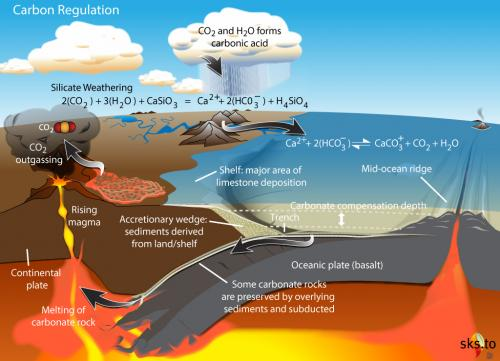 Carbon Regulation
CO₂ and H₂O forms
carbonic acid
Silicate Weathering
2(CO₂) + 3(H₂O) + CaSiO₃ = Ca²⁺+ 2(HCO₃⁻) + H₄SiO₄
CO₂
CO₂
outgassing
Ca²⁺+ 2(HCO₃⁻) ⇌ CaCO₃⁺ + CO₂ + H₂O
Shelf: major area of
limestone deposition
Mid-ocean ridge
Rising
magma
Accretionary wedge:
sediments derived
from land/shelf
Carbonate compensation depth
Trench
Continental
plate
Oceanic plate (basalt)
Some carbonate rocks
are preserved by overlying
sediments and subducted
Melting of
carbonate rock
sks.to